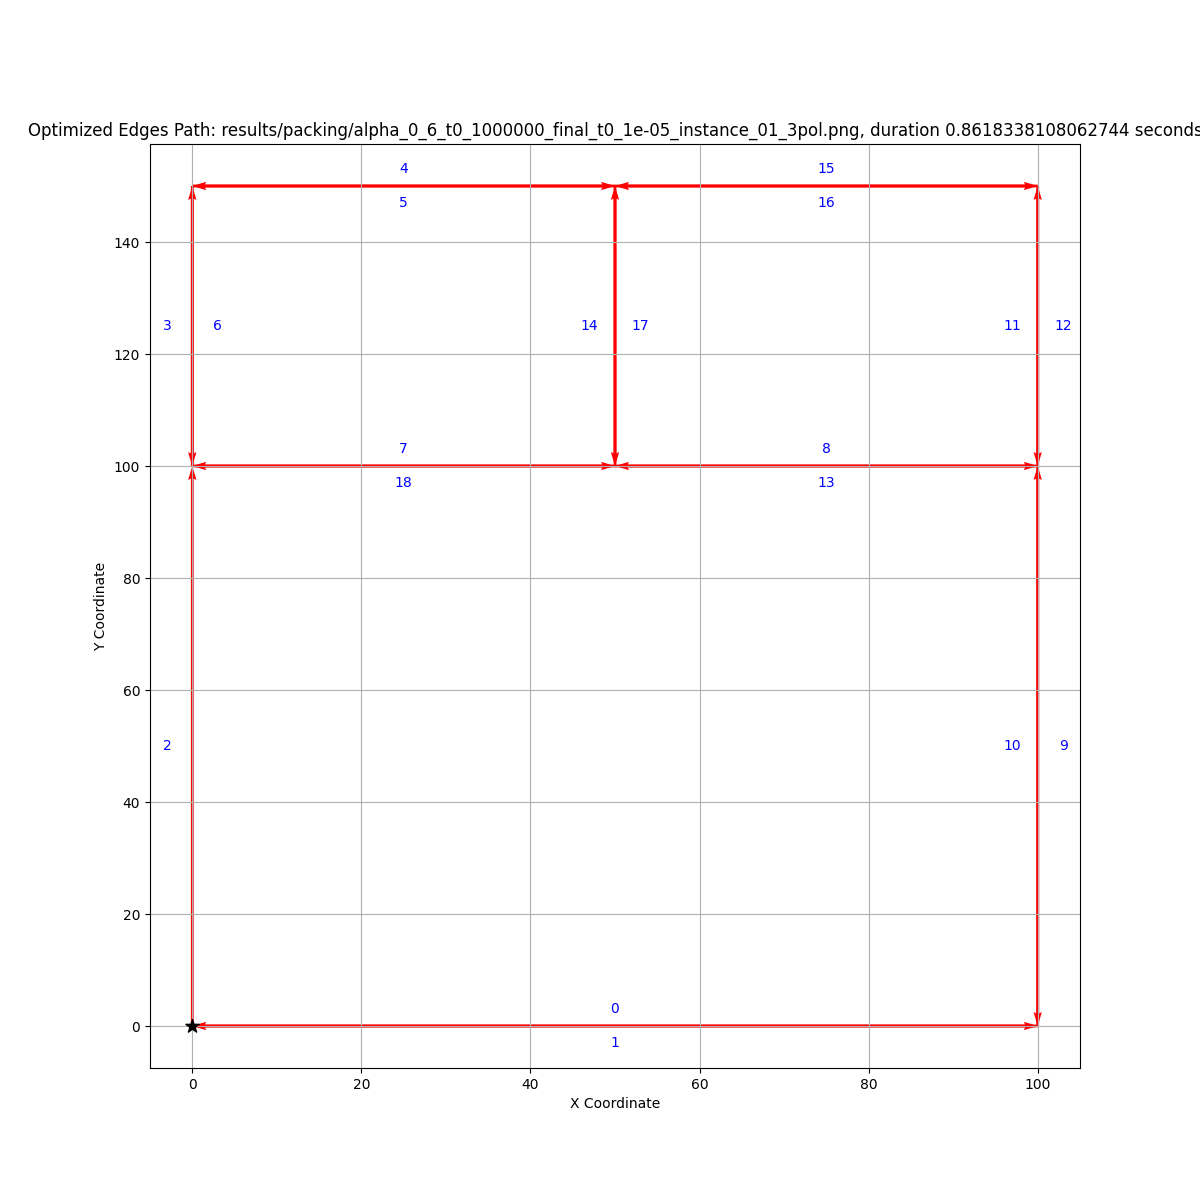 Optimized Edges Path: results/packing/alpha_0_6_t0_1000000_final_t0_1e-05_instance_01_3pol.png, duration 0.8618338108062744 seconds
4 15
5 16
140
3 6 14 17 11 12
120
7 8
100
18 13
80
Y Coordinate
60
2 10 9
40
20
0
0
1
0 20 40 60 80 100
X Coordinate